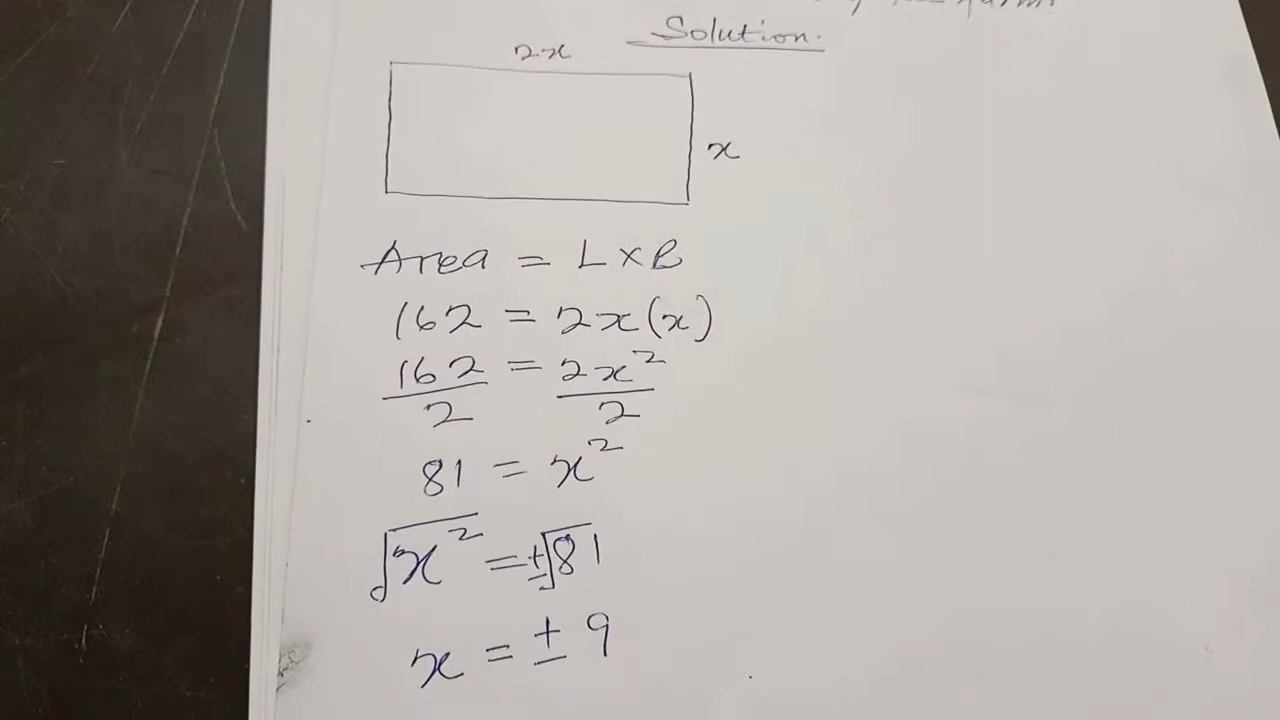 Solution.
2x
x
Area = L×B
162 = 2x(x)
162/2 = 2x²/2
81 = x²
√x² = ±√81
x = ± 9